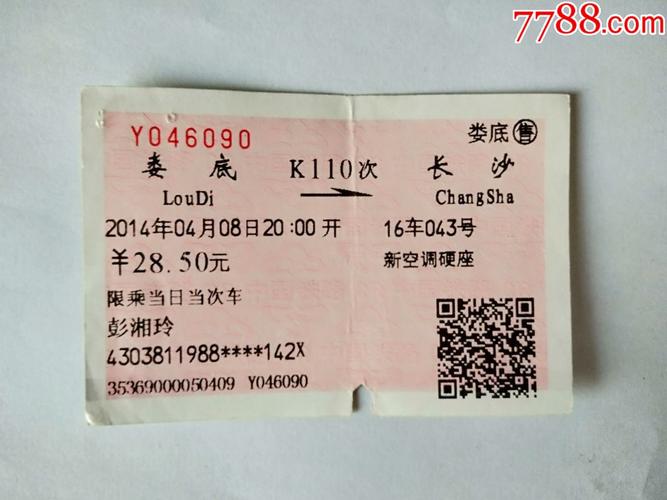 7788.com
Y046090 娄底 售
娄底 K110次 长沙
LouDi ChangSha
2014年04月08日20:00开 16车043号
¥28.50元 新空调硬座
限乘当日当次车
彭湘玲
4303811988****142X
35369000050409 Y046090